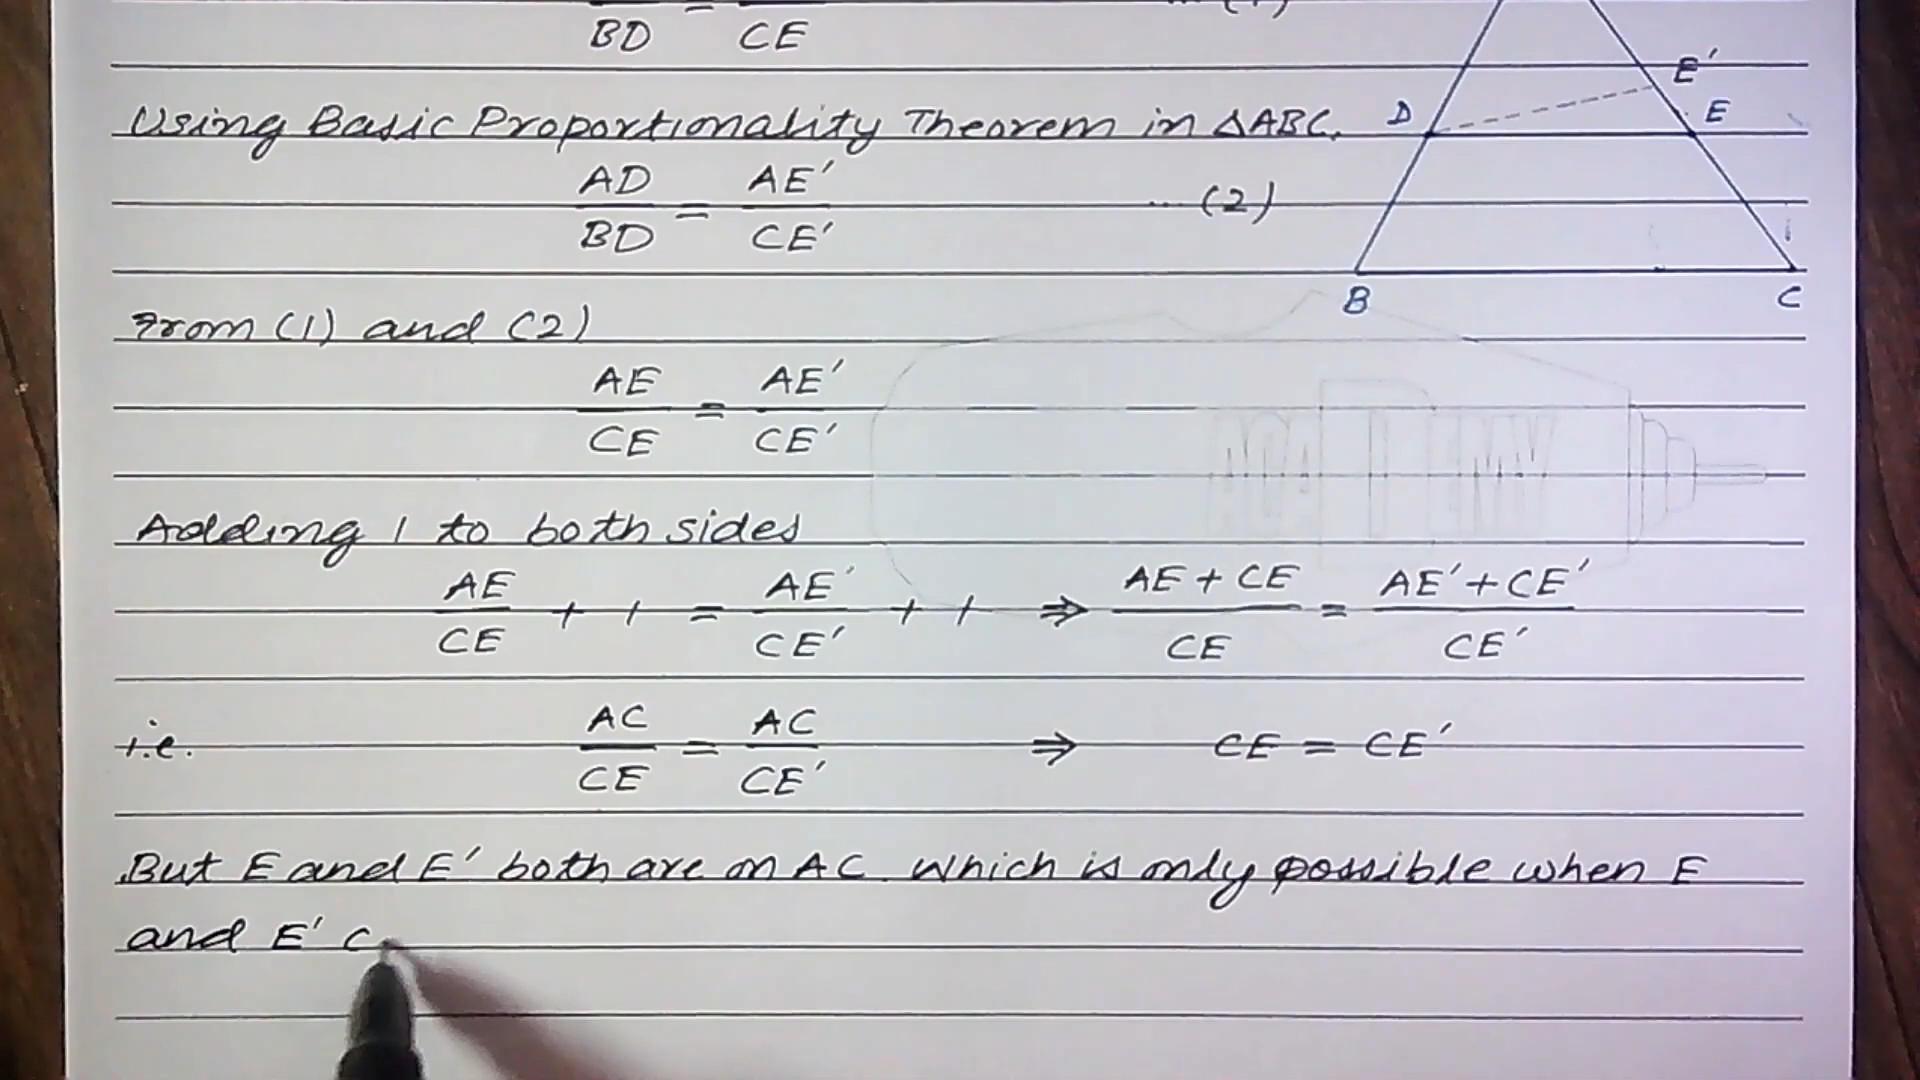 BD = CE ... (1)
E'
Using Basic Proportionality Theorem in ΔABC, D E
AD/BD = AE'/CE' ... (2)
B C
From (1) and (2)
AE/CE = AE'/CE'
Adding 1 to both sides
AE/CE + 1 = AE'/CE' + 1 ⇒ AE + CE/CE = AE' + CE'/CE'
i.e. AC/CE = AC/CE' ⇒ CE = CE'
But E and E' both are on AC. Which is only possible when E
and E' c